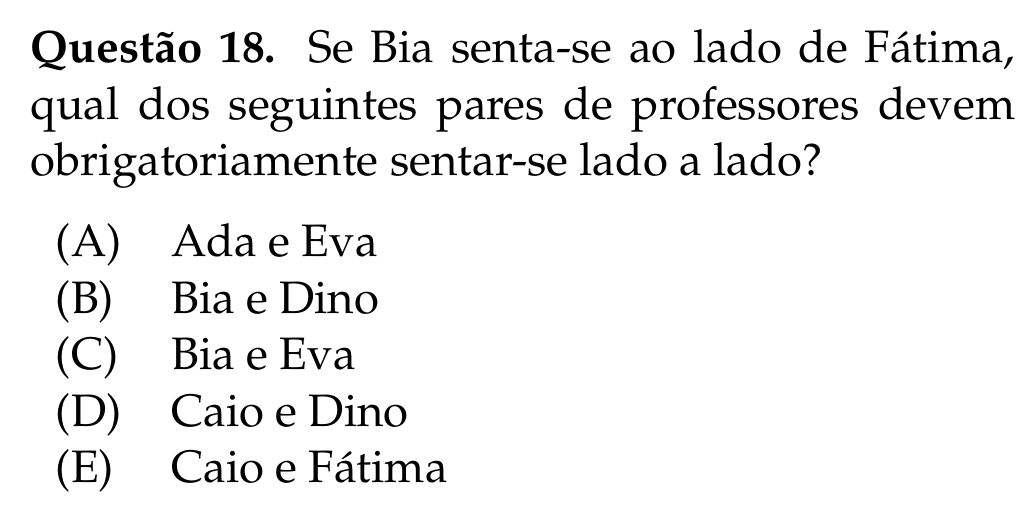 Questão 18. Se Bia senta-se ao lado de Fátima,
qual dos seguintes pares de professores devem
obrigatoriamente sentar-se lado a lado?
(A) Ada e Eva
(B) Bia e Dino
(C) Bia e Eva
(D) Caio e Dino
(E) Caio e Fátima